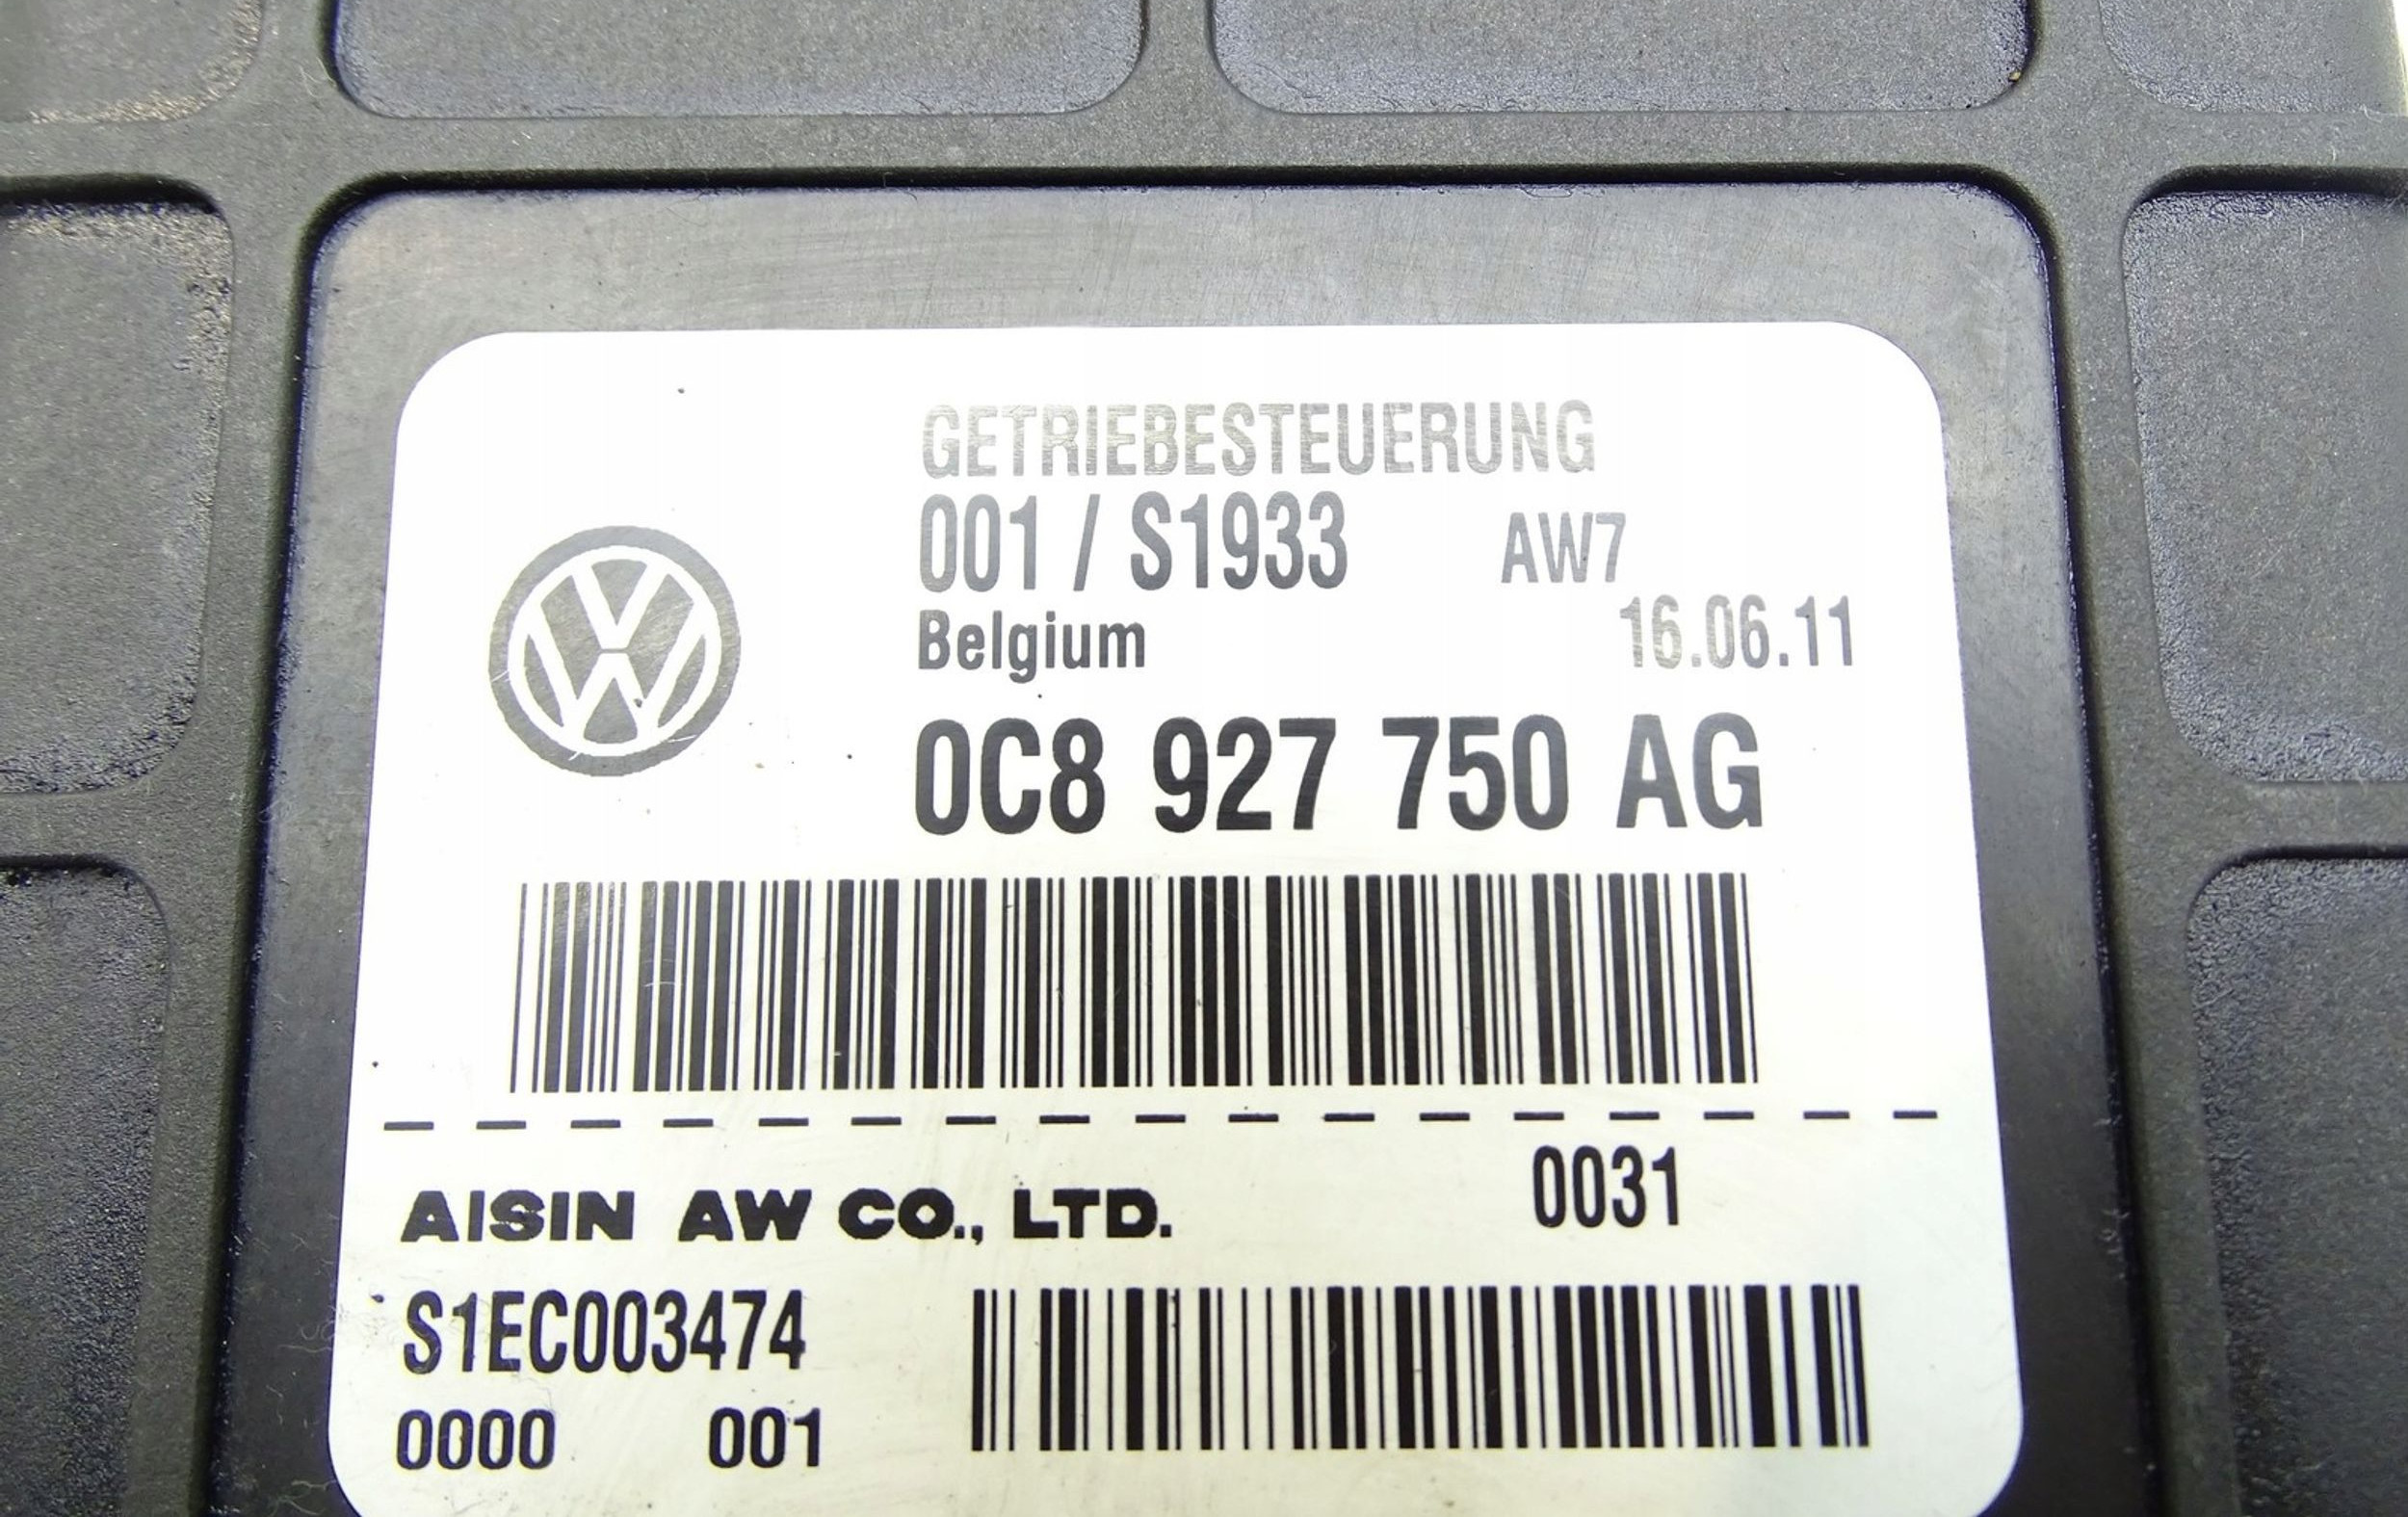 GETRIEBESTEUERUNG
001 / S1933 AW7
Belgium 16.06.11
0C8 927 750 AG
AISIN AW CO., LTD. 0031
S1EC003474
0000 001